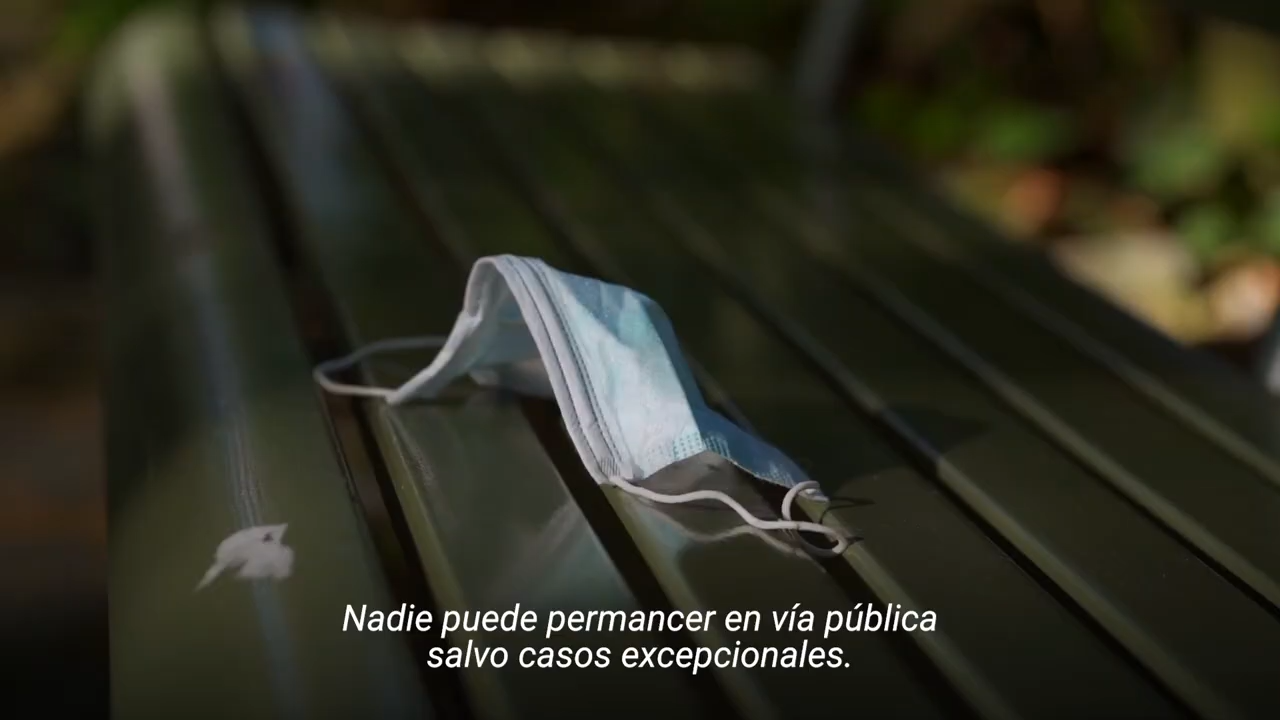 Nadie puede permancer en vía pública
salvo casos excepcionales.